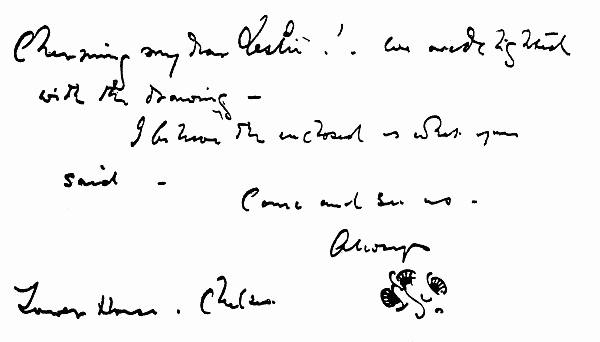 Charming my dear Leslie!. We are delighted
with the drawing —
I believe the enclosed is what you
said —
Come and see us -
Always
Tower House. Chelsea